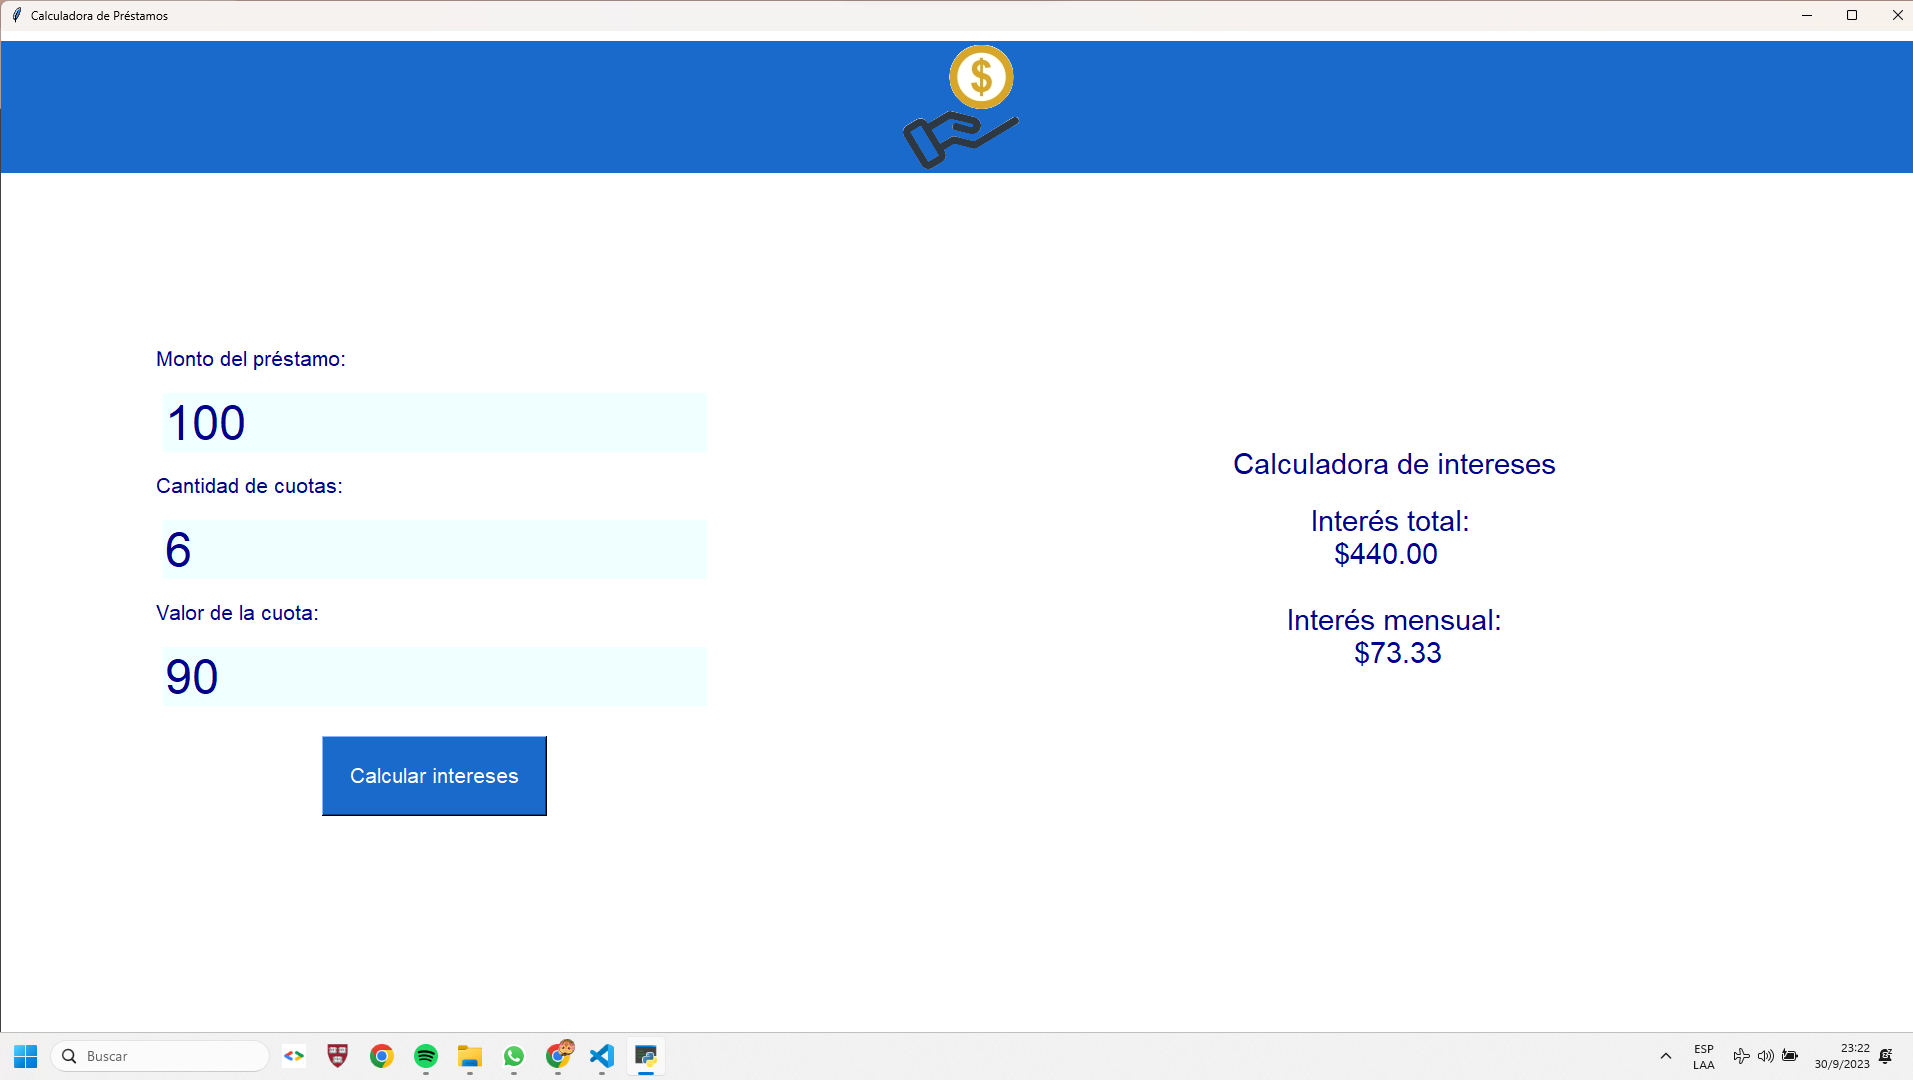 Calculadora de Préstamos
$
Monto del préstamo:
100
Cantidad de cuotas:
6
Valor de la cuota:
90
Calcular intereses
Calculadora de intereses
Interés total:
$440.00
Interés mensual:
$73.33
Buscar
ESP
LAA
23:22
30/9/2023